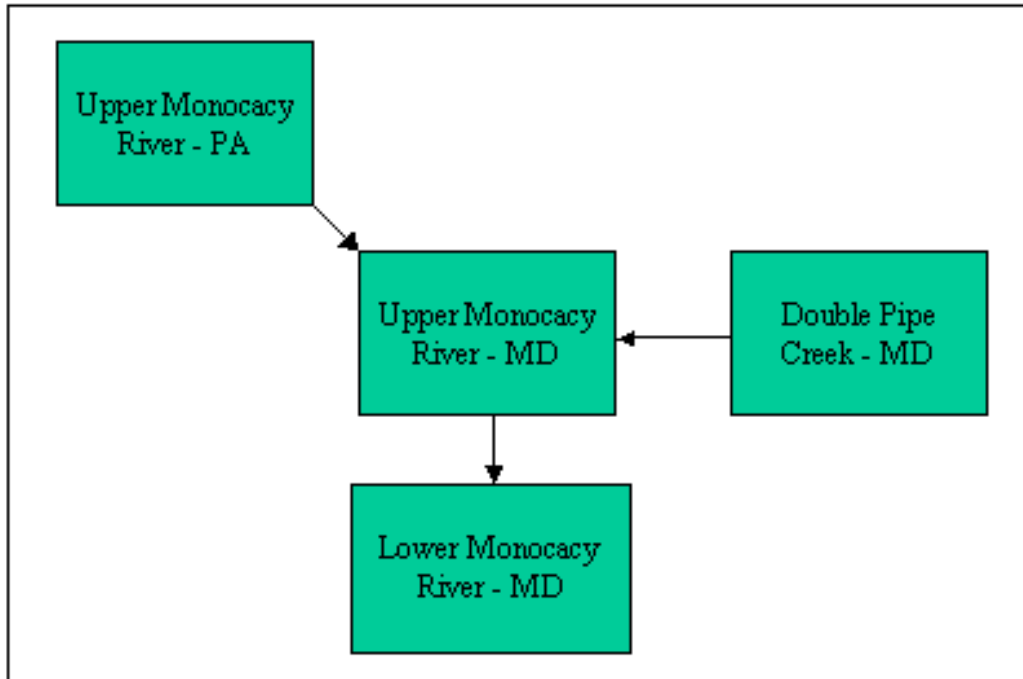 Upper Monocacy
River - PA
Upper Monocacy
River - MD
Double Pipe
Creek - MD
Lower Monocacy
River - MD